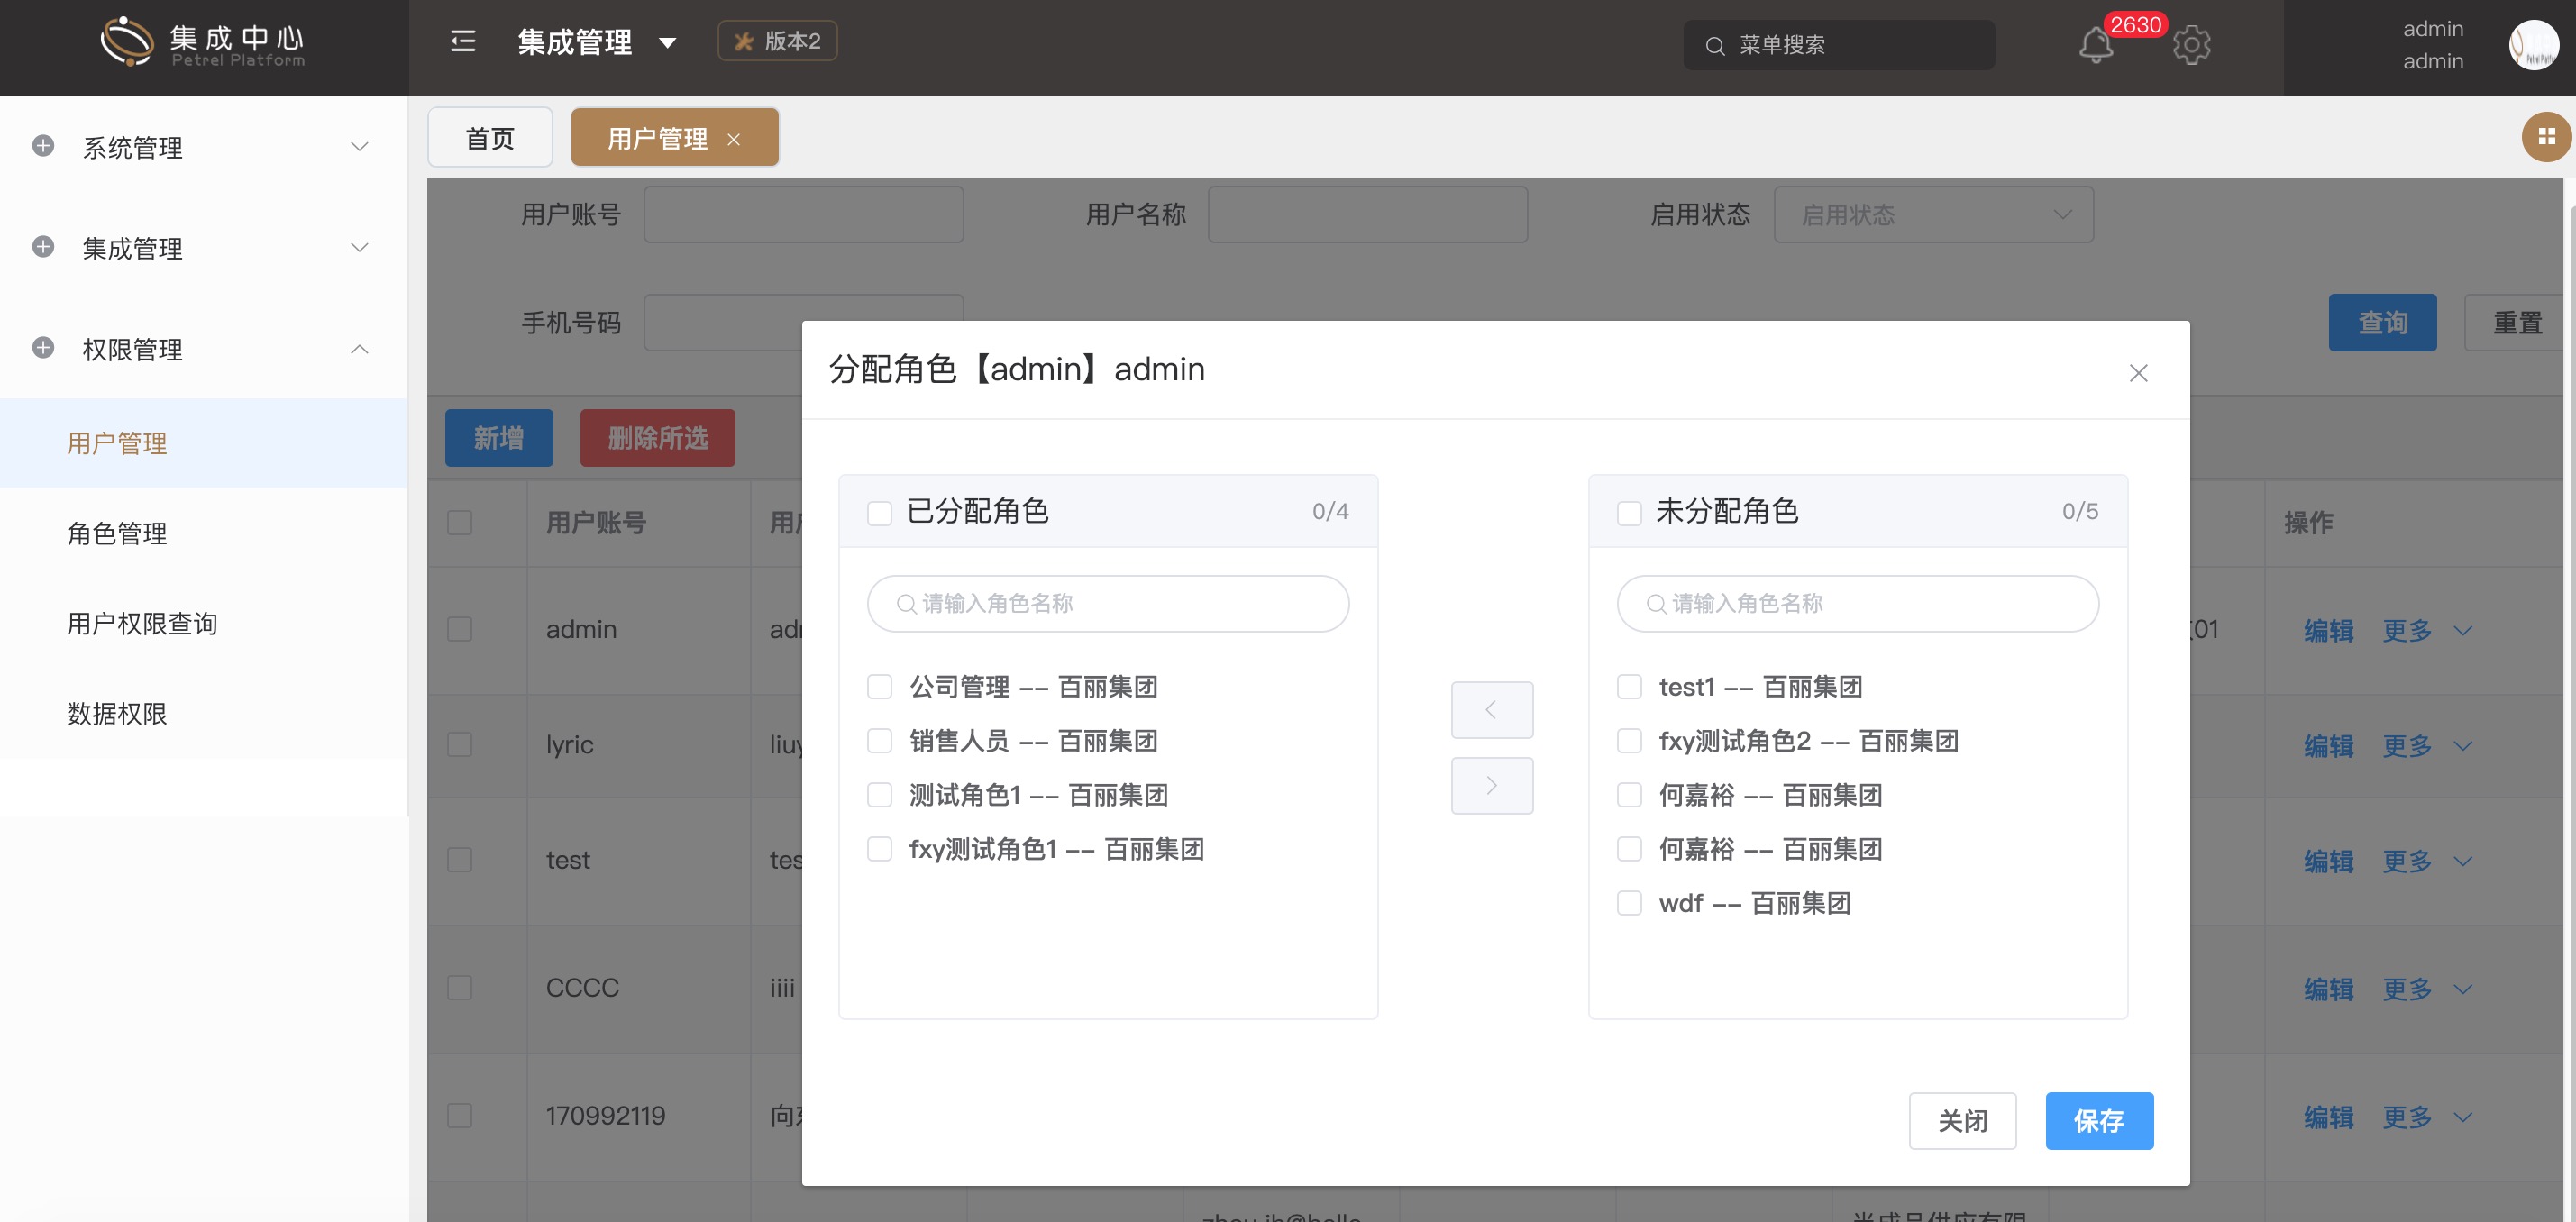 集成中心
Petrel Platform
集成管理
版本2
菜单搜索
2630
admin
admin
系统管理
集成管理
权限管理
用户管理
角色管理
用户权限查询
数据权限
首页
用户管理
用户账号
用户名称
启用状态
启用状态
手机号码
查询
重置
新增
删除所选
用户账号
操作
admin
01
编辑 更多
lyric
编辑 更多
test
编辑 更多
CCCC
iiii
编辑 更多
170992119
编辑 更多
分配角色【admin】admin
已分配角色
0/4
请输入角色名称
公司管理 -- 百丽集团
销售人员 -- 百丽集团
测试角色1 -- 百丽集团
fxy测试角色1 -- 百丽集团
未分配角色
0/5
请输入角色名称
test1 -- 百丽集团
fxy测试角色2 -- 百丽集团
何嘉裕 -- 百丽集团
何嘉裕 -- 百丽集团
wdf -- 百丽集团
关闭
保存